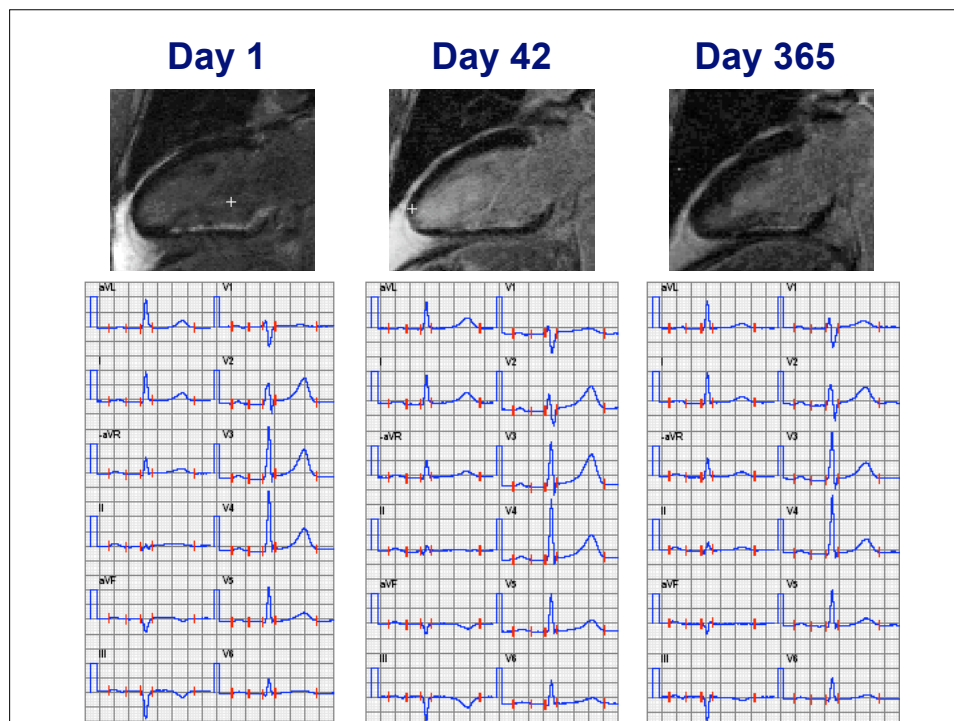 Day 1 Day 42 Day 365
aVL V1 aVL V1 aVL V1
I V2 I V2 I V2
-aVR V3 -aVR V3 -aVR V3
II V4 II V4 II V4
aVF V5 aVF V5 aVF V5
III V6 III V6 III V6